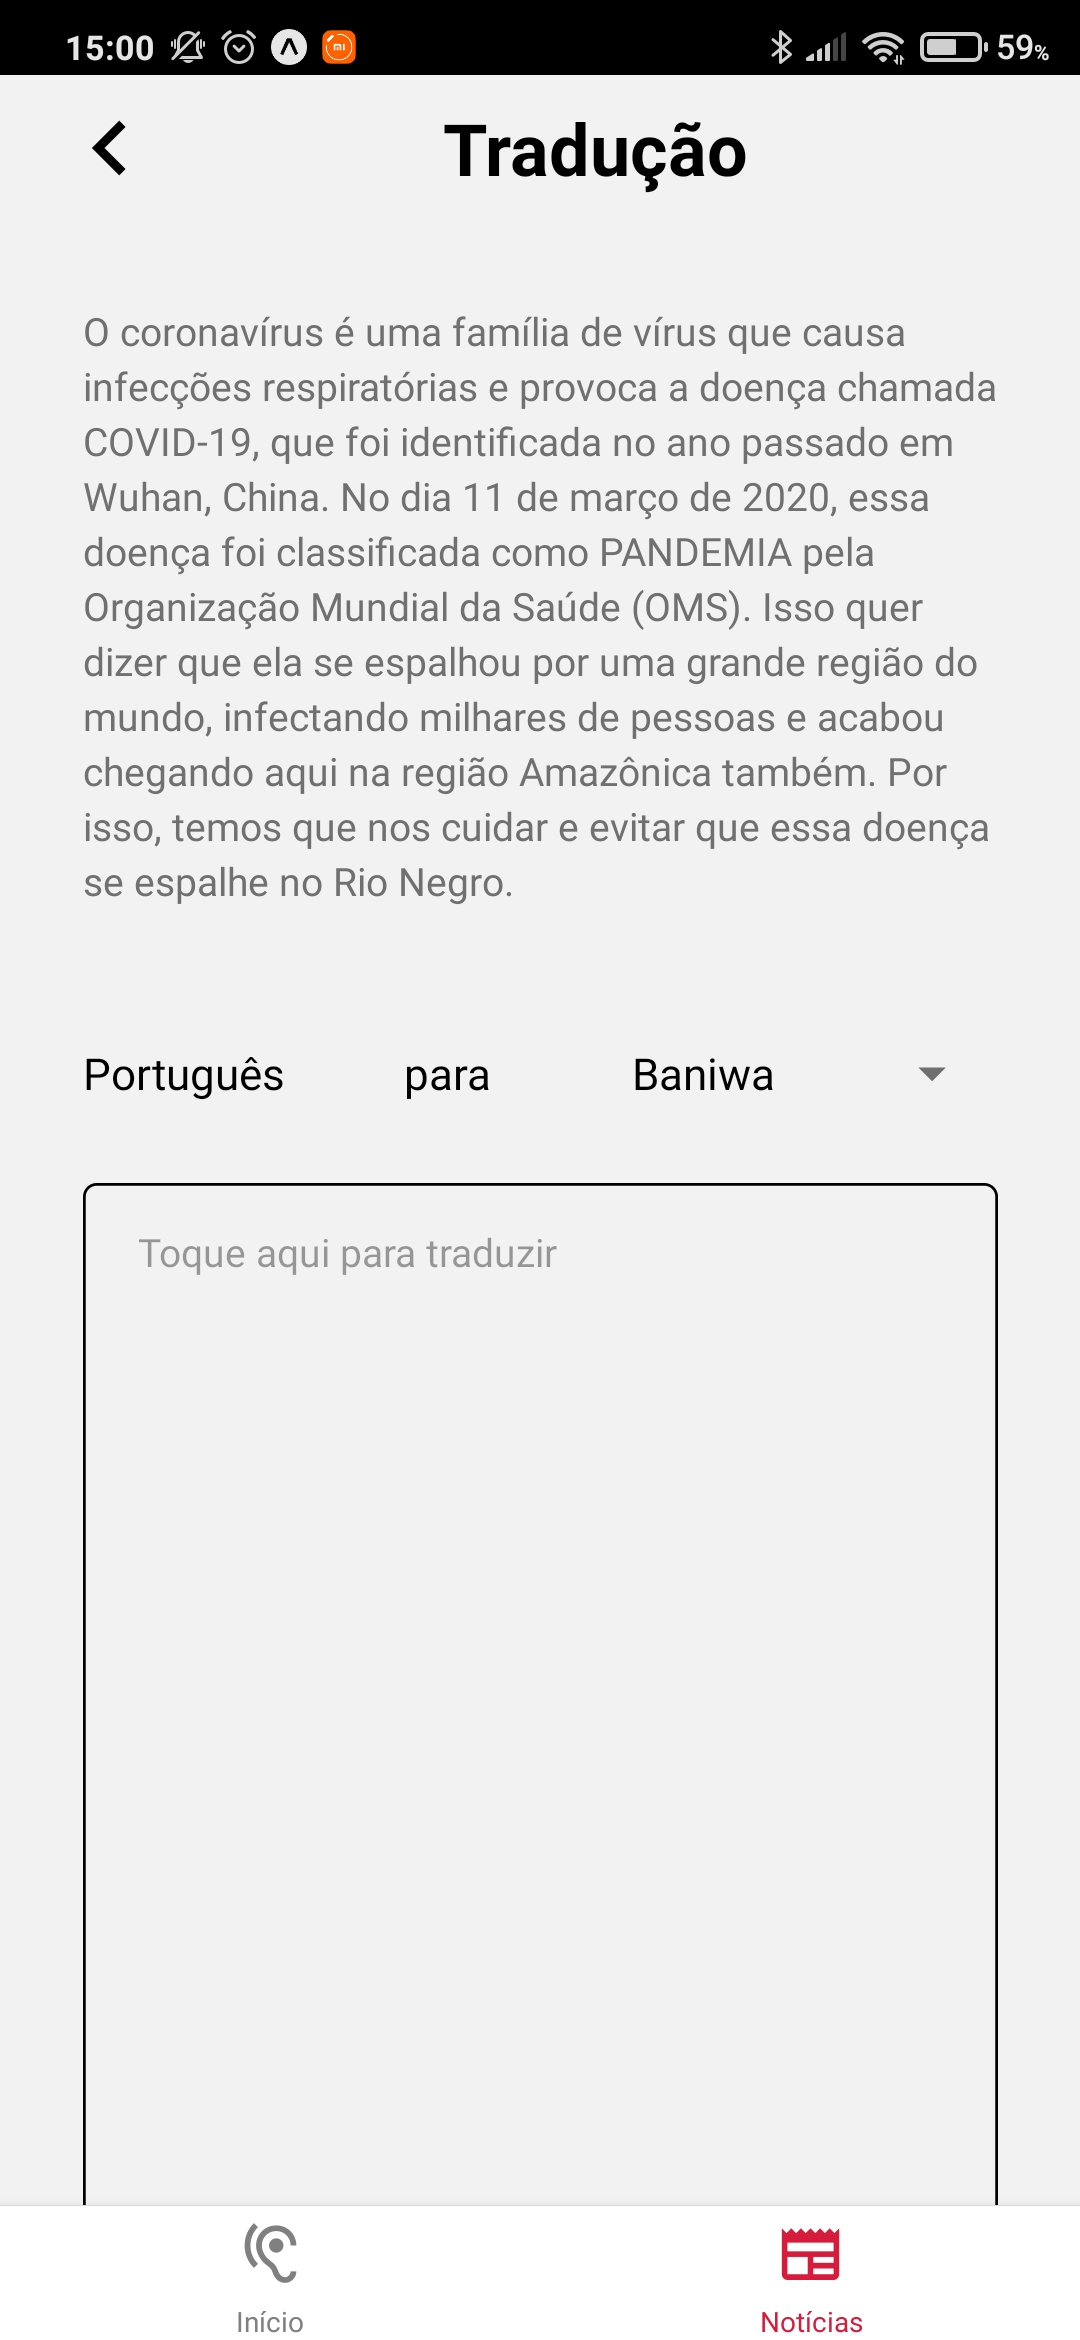 15:00
59%
Tradução
O coronavírus é uma família de vírus que causa
infecções respiratórias e provoca a doença chamada
COVID-19, que foi identificada no ano passado em
Wuhan, China. No dia 11 de março de 2020, essa
doença foi classificada como PANDEMIA pela
Organização Mundial da Saúde (OMS). Isso quer
dizer que ela se espalhou por uma grande região do
mundo, infectando milhares de pessoas e acabou
chegando aqui na região Amazônica também. Por
isso, temos que nos cuidar e evitar que essa doença
se espalhe no Rio Negro.
Português para Baniwa
Toque aqui para traduzir
Início Notícias